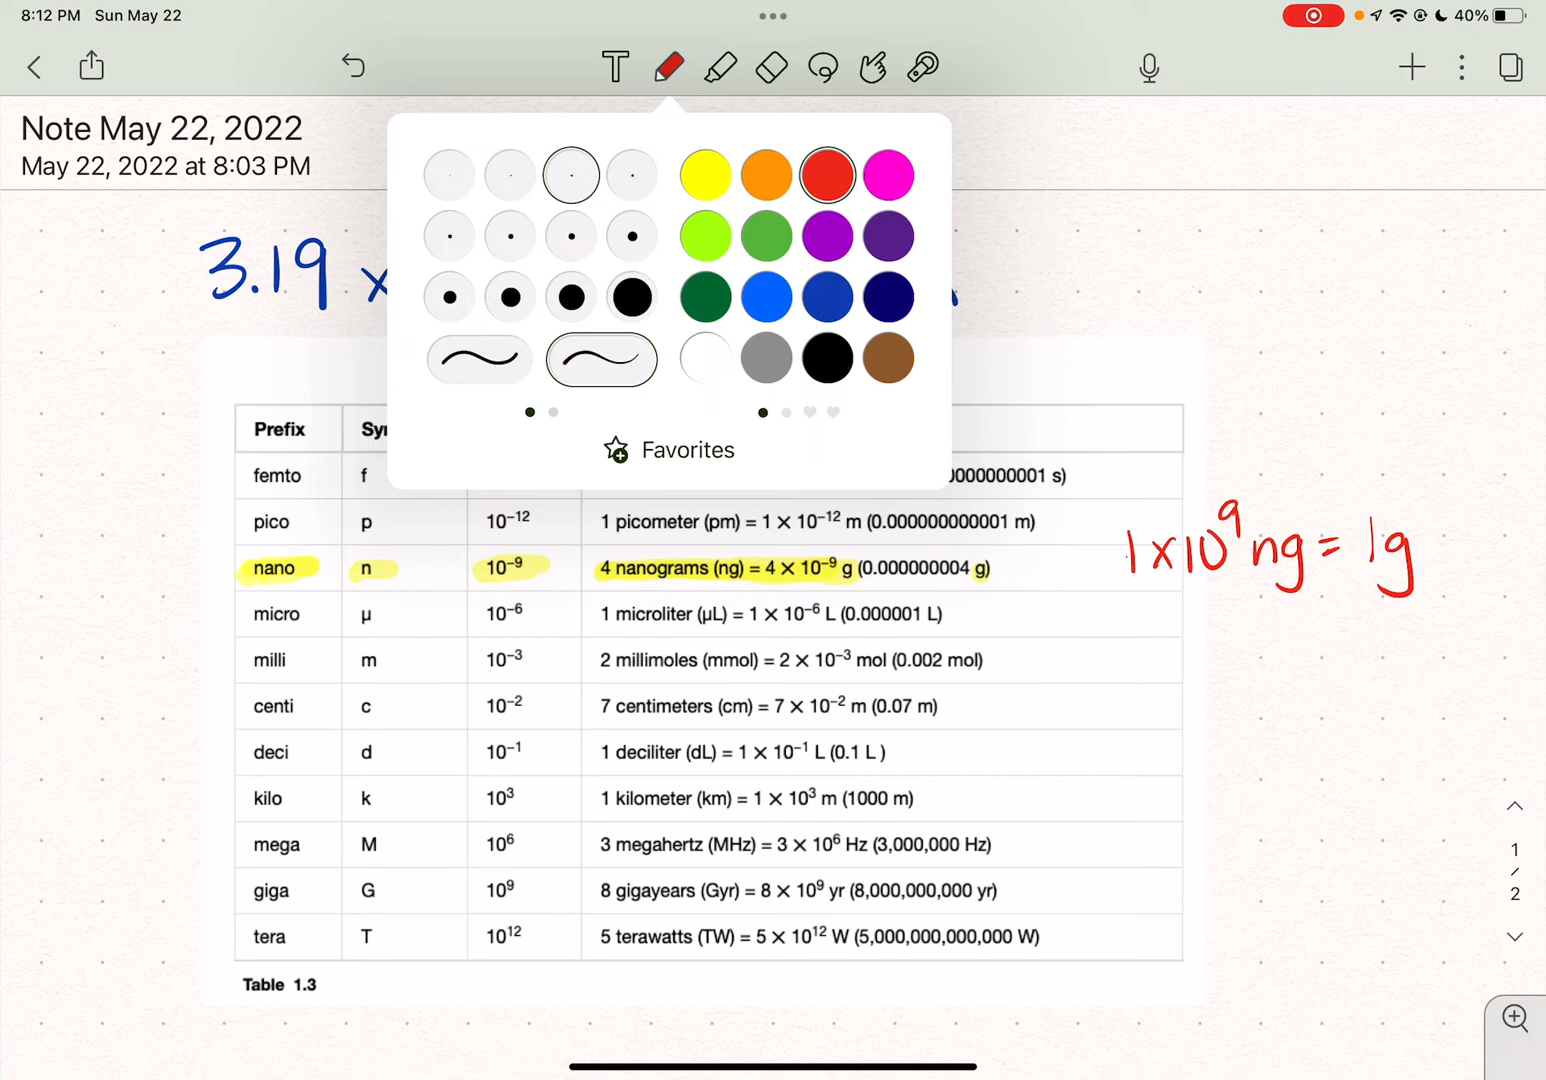 8:12 PM Sun May 22
40%
T
Note May 22, 2022
May 22, 2022 at 8:03 PM
3.19 x
Favorites
Prefix
femto f 000000001 s)
pico p 10⁻¹² 1 picometer (pm) = 1 × 10⁻¹² m (0.000000000001 m)
nano n 10⁻⁹ 4 nanograms (ng) = 4 × 10⁻⁹ g (0.000000004 g)
1x10⁹ ng = 1g
micro μ 10⁻⁶ 1 microliter (μL) = 1 × 10⁻⁶ L (0.000001 L)
milli m 10⁻³ 2 millimoles (mmol) = 2 × 10⁻³ mol (0.002 mol)
centi c 10⁻² 7 centimeters (cm) = 7 × 10⁻² m (0.07 m)
deci d 10⁻¹ 1 deciliter (dL) = 1 × 10⁻¹ L (0.1 L )
kilo k 10³ 1 kilometer (km) = 1 × 10³ m (1000 m)
mega M 10⁶ 3 megahertz (MHz) = 3 × 10⁶ Hz (3,000,000 Hz)
giga G 10⁹ 8 gigayears (Gyr) = 8 × 10⁹ yr (8,000,000,000 yr)
tera T 10¹² 5 terawatts (TW) = 5 × 10¹² W (5,000,000,000,000 W)
Table 1.3
1
/
2